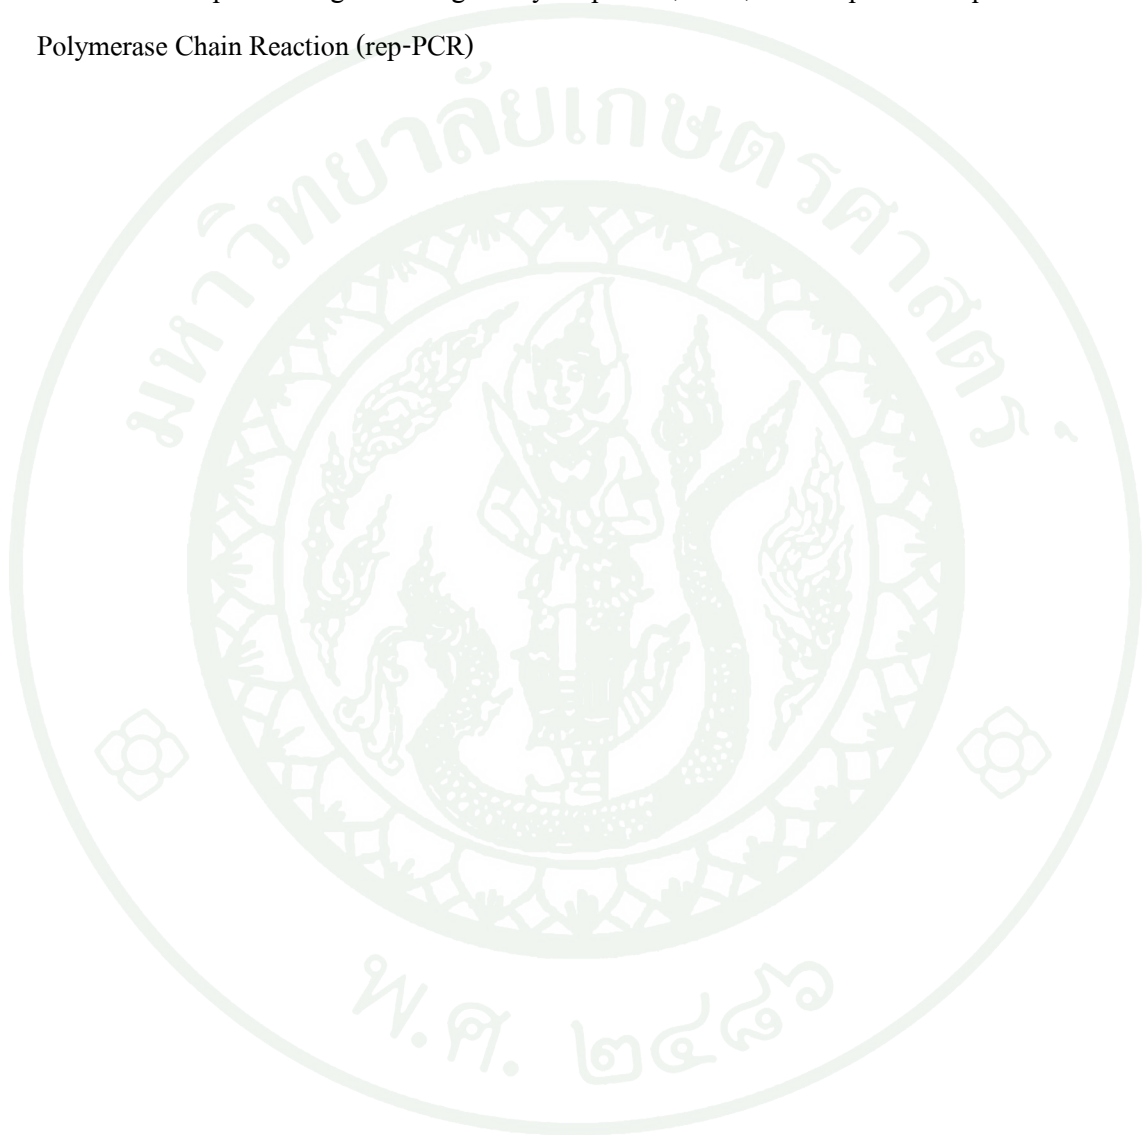 Polymerase Chain Reaction (rep-PCR)
มหาวิทยาลัยเกษตรศาสตร์
พ.ศ. ๒๔๘๖